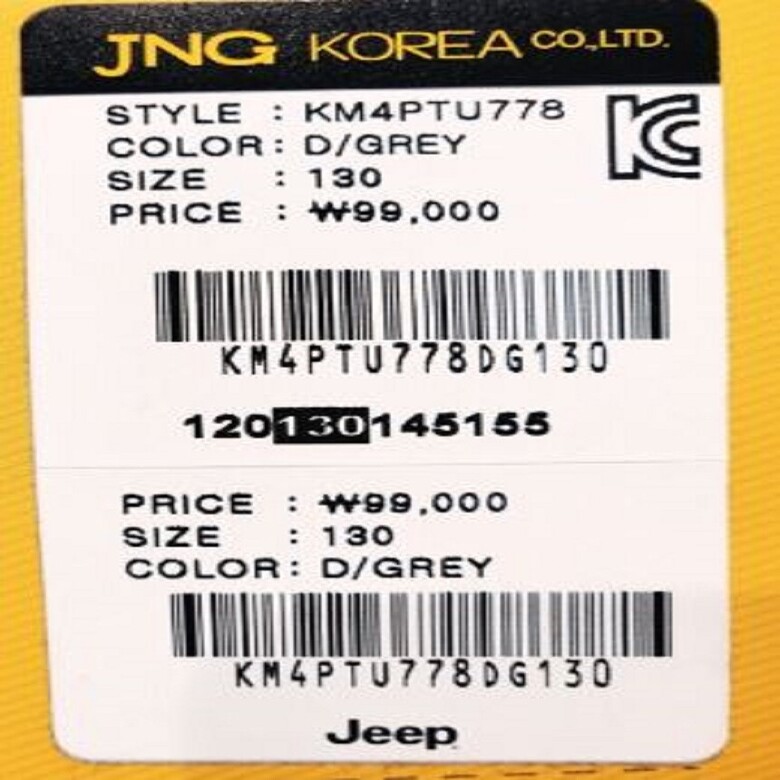 JNG KOREA CO.,LTD.
STYLE : KM4PTU778
COLOR : D/GREY
SIZE : 130
PRICE : ₩99,000
KM4PTU778DG130
120130145155
PRICE : ₩99,000
SIZE : 130
COLOR : D/GREY
KM4PTU778DG130
Jeep